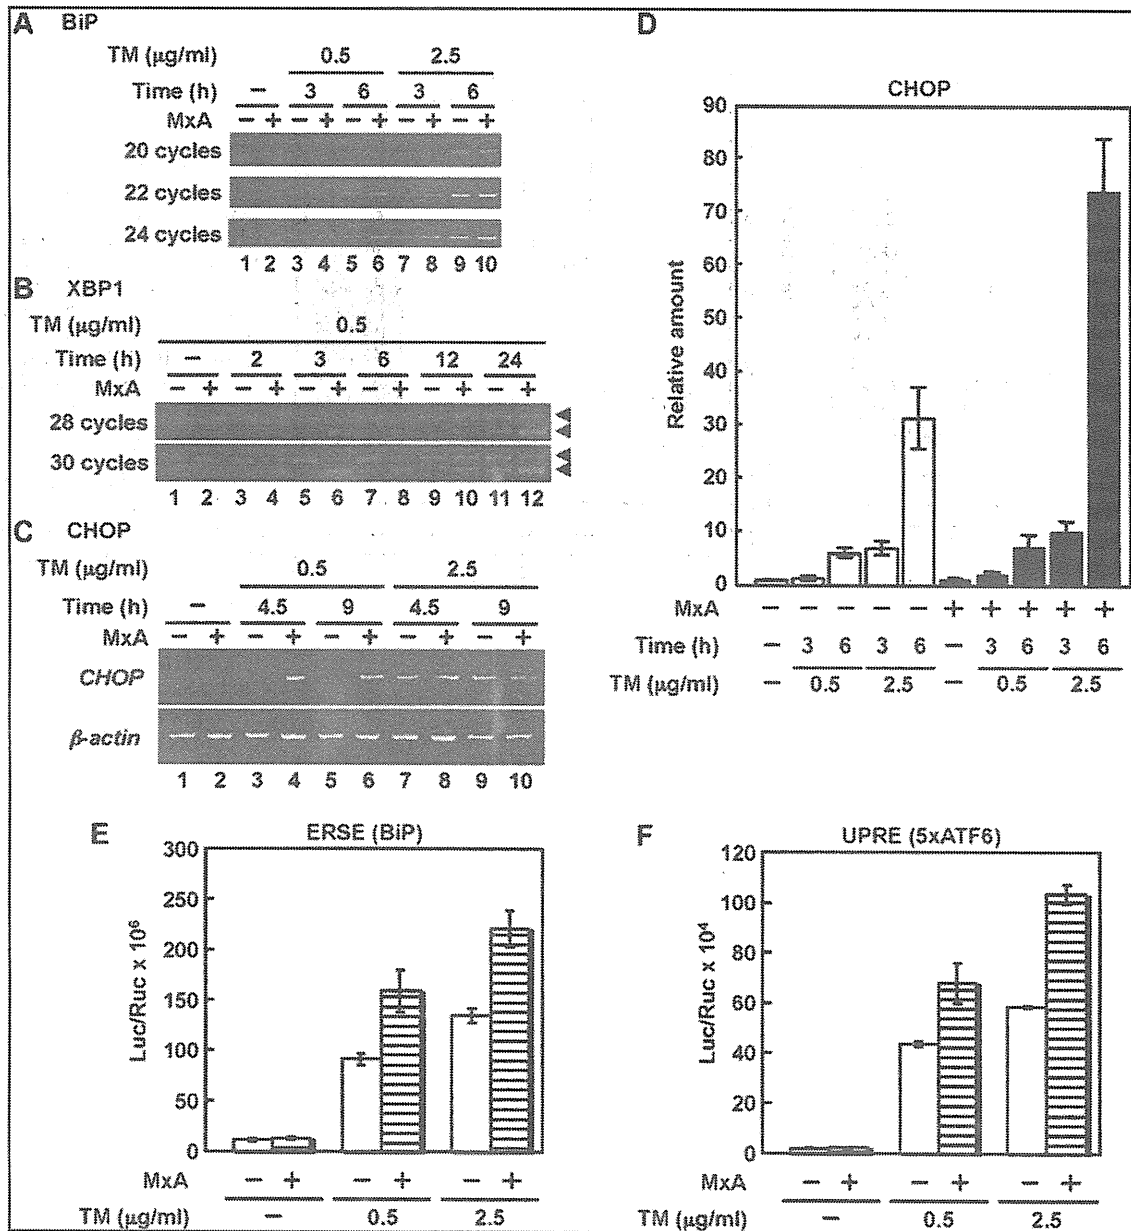 A BiP
TM (μg/ml) 0.5 2.5
Time (h) − 3 6 3 6
MxA − + − + − + − + − +
20 cycles
22 cycles
24 cycles
1 2 3 4 5 6 7 8 9 10
B XBP1
TM (μg/ml) 0.5
Time (h) − 2 3 6 12 24
MxA − + − + − + − + − + − +
28 cycles
30 cycles
1 2 3 4 5 6 7 8 9 10 11 12
C CHOP
TM (μg/ml) 0.5 2.5
Time (h) − 4.5 9 4.5 9
MxA − + − + − + − + − +
CHOP
β-actin
1 2 3 4 5 6 7 8 9 10
D
CHOP
Relative amount
90
80
70
60
50
40
30
20
10
0
MxA − − − − − + + + + +
Time (h) − 3 6 3 6 − 3 6 3 6
TM (μg/ml) − 0.5 2.5 − 0.5 2.5
E ERSE (BiP)
Luc/Ruc x 10⁶
300
250
200
150
100
50
0
MxA − + − + − +
TM (μg/ml) − 0.5 2.5
F UPRE (5xATF6)
Luc/Ruc x 10⁴
120
100
80
60
40
20
0
MxA − + − + − +
TM (μg/ml) − 0.5 2.5